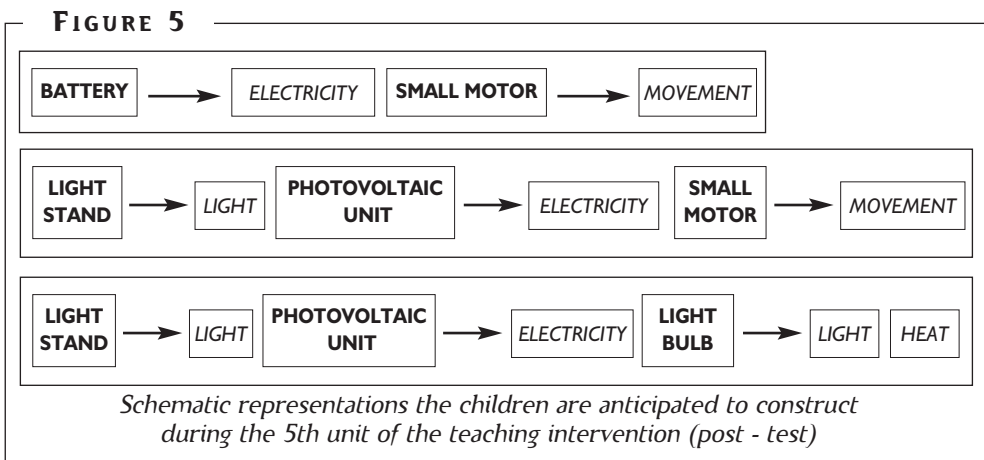 FIGURE 5
BATTERY ELECTRICITY SMALL MOTOR MOVEMENT
LIGHT STAND LIGHT PHOTOVOLTAIC UNIT ELECTRICITY SMALL MOTOR MOVEMENT
LIGHT STAND LIGHT PHOTOVOLTAIC UNIT ELECTRICITY LIGHT BULB LIGHT HEAT
Schematic representations the children are anticipated to construct
during the 5th unit of the teaching intervention (post - test)